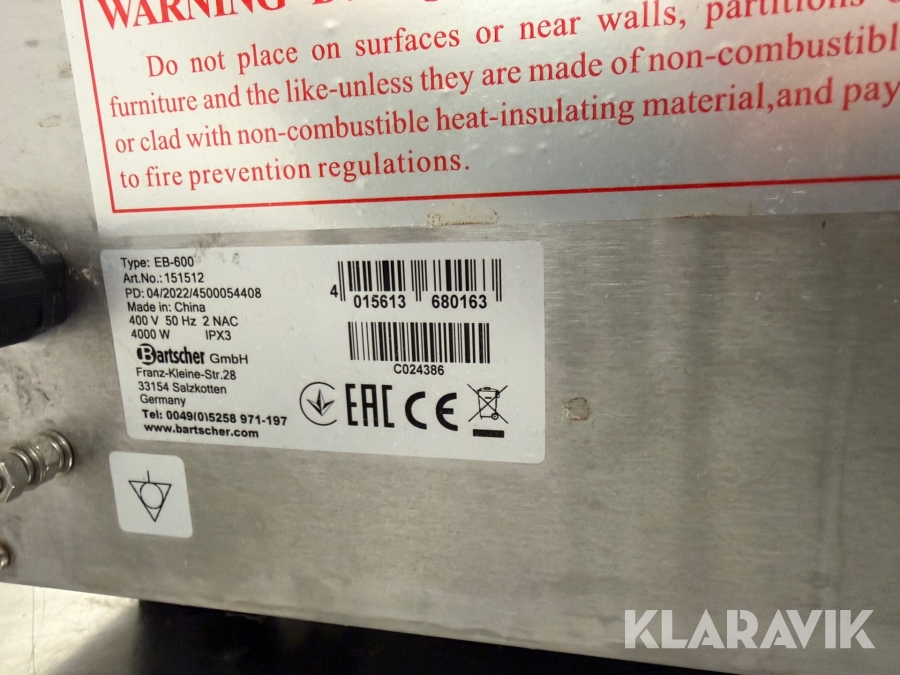 WARNING
Do not place on surfaces or near walls, partitions
furniture and the like-unless they are made of non-combustibl
or clad with non-combustible heat-insulating material,and pay
to fire prevention regulations.
Type: EB-600
Art.No.: 151512
PD: 04/2022/4500054408
Made in: China
400 V 50 Hz 2 NAC
4000 W IPX3
Bartscher GmbH
Franz-Kleine-Str.28
33154 Salzkotten
Germany
Tel: 0049(0)5258 971-197
www.bartscher.com
4 015613 680163
C024386
EAC CE
KLARAVIK